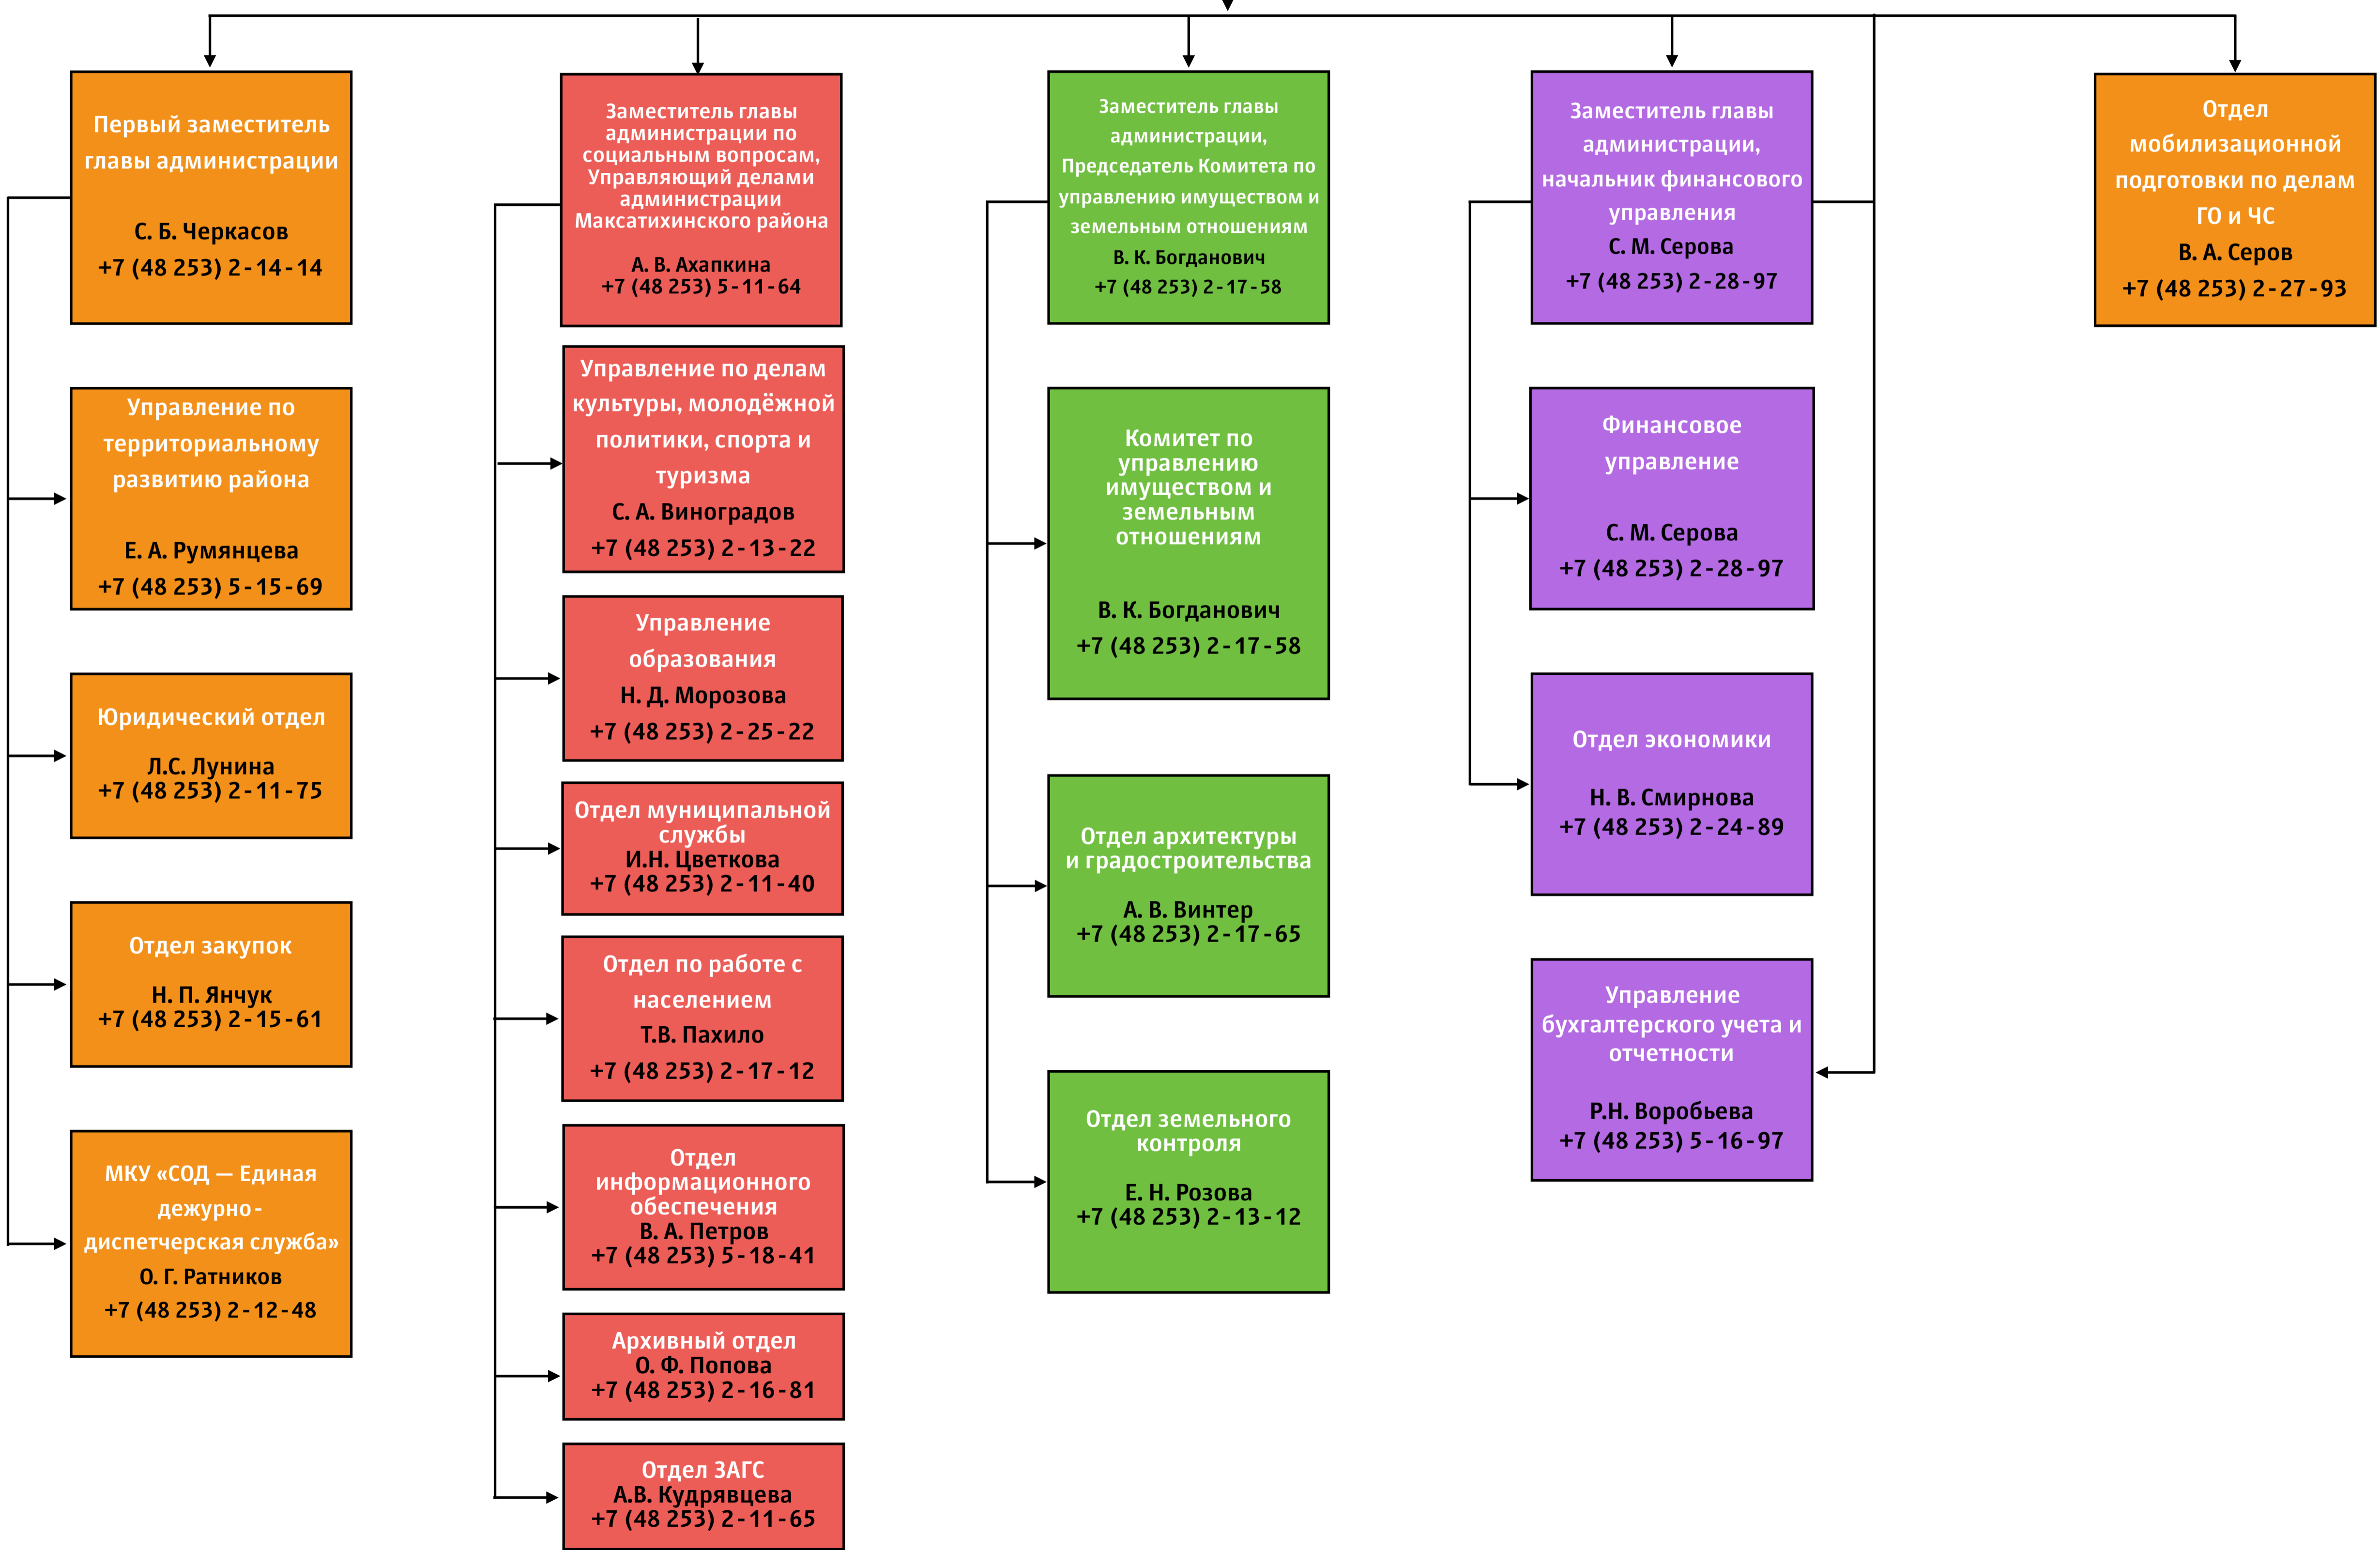 Первый заместитель
главы администрации
С. Б. Черкасов
+7 (48 253) 2-14-14
Управление по
территориальному
развитию района
Е. А. Румянцева
+7 (48 253) 5-15-69
Юридический отдел
Л.С. Лунина
+7 (48 253) 2-11-75
Отдел закупок
Н. П. Янчук
+7 (48 253) 2-15-61
МКУ «СОД — Единая
дежурно-
диспетчерская служба»
О. Г. Ратников
+7 (48 253) 2-12-48
Заместитель главы
администрации по
социальным вопросам,
Управляющий делами
администрации
Максатихинского района
А. В. Ахапкина
+7 (48 253) 5-11-64
Управление по делам
культуры, молодёжной
политики, спорта и
туризма
С. А. Виноградов
+7 (48 253) 2-13-22
Управление
образования
Н. Д. Морозова
+7 (48 253) 2-25-22
Отдел муниципальной
службы
И.Н. Цветкова
+7 (48 253) 2-11-40
Отдел по работе с
населением
Т.В. Пахило
+7 (48 253) 2-17-12
Отдел
информационного
обеспечения
В. А. Петров
+7 (48 253) 5-18-41
Архивный отдел
О. Ф. Попова
+7 (48 253) 2-16-81
Отдел ЗАГС
А.В. Кудрявцева
+7 (48 253) 2-11-65
Заместитель главы
администрации,
Председатель Комитета по
управлению имуществом и
земельным отношениям
В. К. Богданович
+7 (48 253) 2-17-58
Комитет по
управлению
имуществом и
земельным
отношениям
В. К. Богданович
+7 (48 253) 2-17-58
Отдел архитектуры
и градостроительства
А. В. Винтер
+7 (48 253) 2-17-65
Отдел земельного
контроля
Е. Н. Розова
+7 (48 253) 2-13-12
Заместитель главы
администрации,
начальник финансового
управления
С. М. Серова
+7 (48 253) 2-28-97
Финансовое
управление
С. М. Серова
+7 (48 253) 2-28-97
Отдел экономики
Н. В. Смирнова
+7 (48 253) 2-24-89
Управление
бухгалтерского учета и
отчетности
Р.Н. Воробьева
+7 (48 253) 5-16-97
Отдел
мобилизационной
подготовки по делам
ГО и ЧС
В. А. Серов
+7 (48 253) 2-27-93